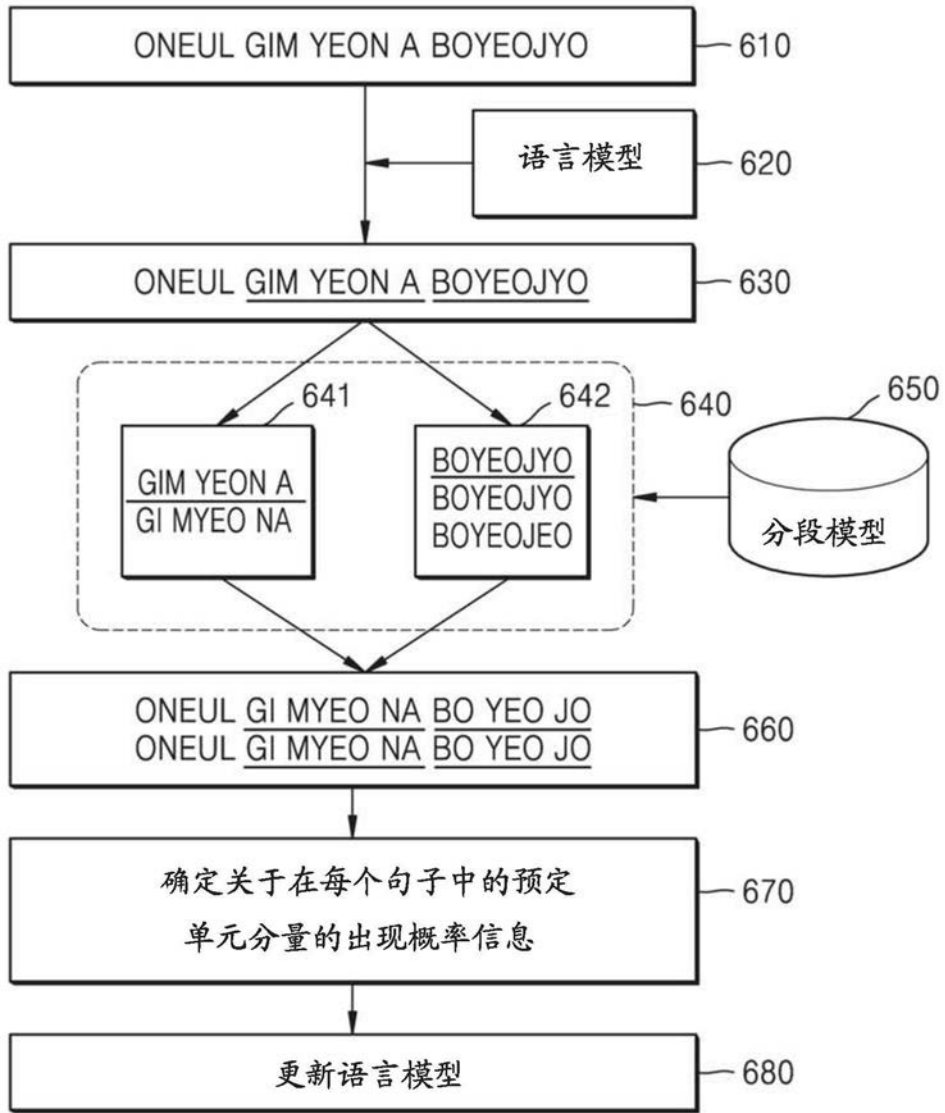 ONEUL GIM YEON A BOYEOJYO
610
语言模型
620
ONEUL GIM YEON A BOYEOJYO
630
641
642
640
650
GIM YEON A
GI MYEO NA
BOYEOJYO
BOYEOJYO
BOYEOJEO
分段模型
ONEUL GI MYEO NA BO YEO JO
ONEUL GI MYEO NA BO YEO JO
660
确定关于在每个句子中的预定
单元分量的出现概率信息
670
更新语言模型
680